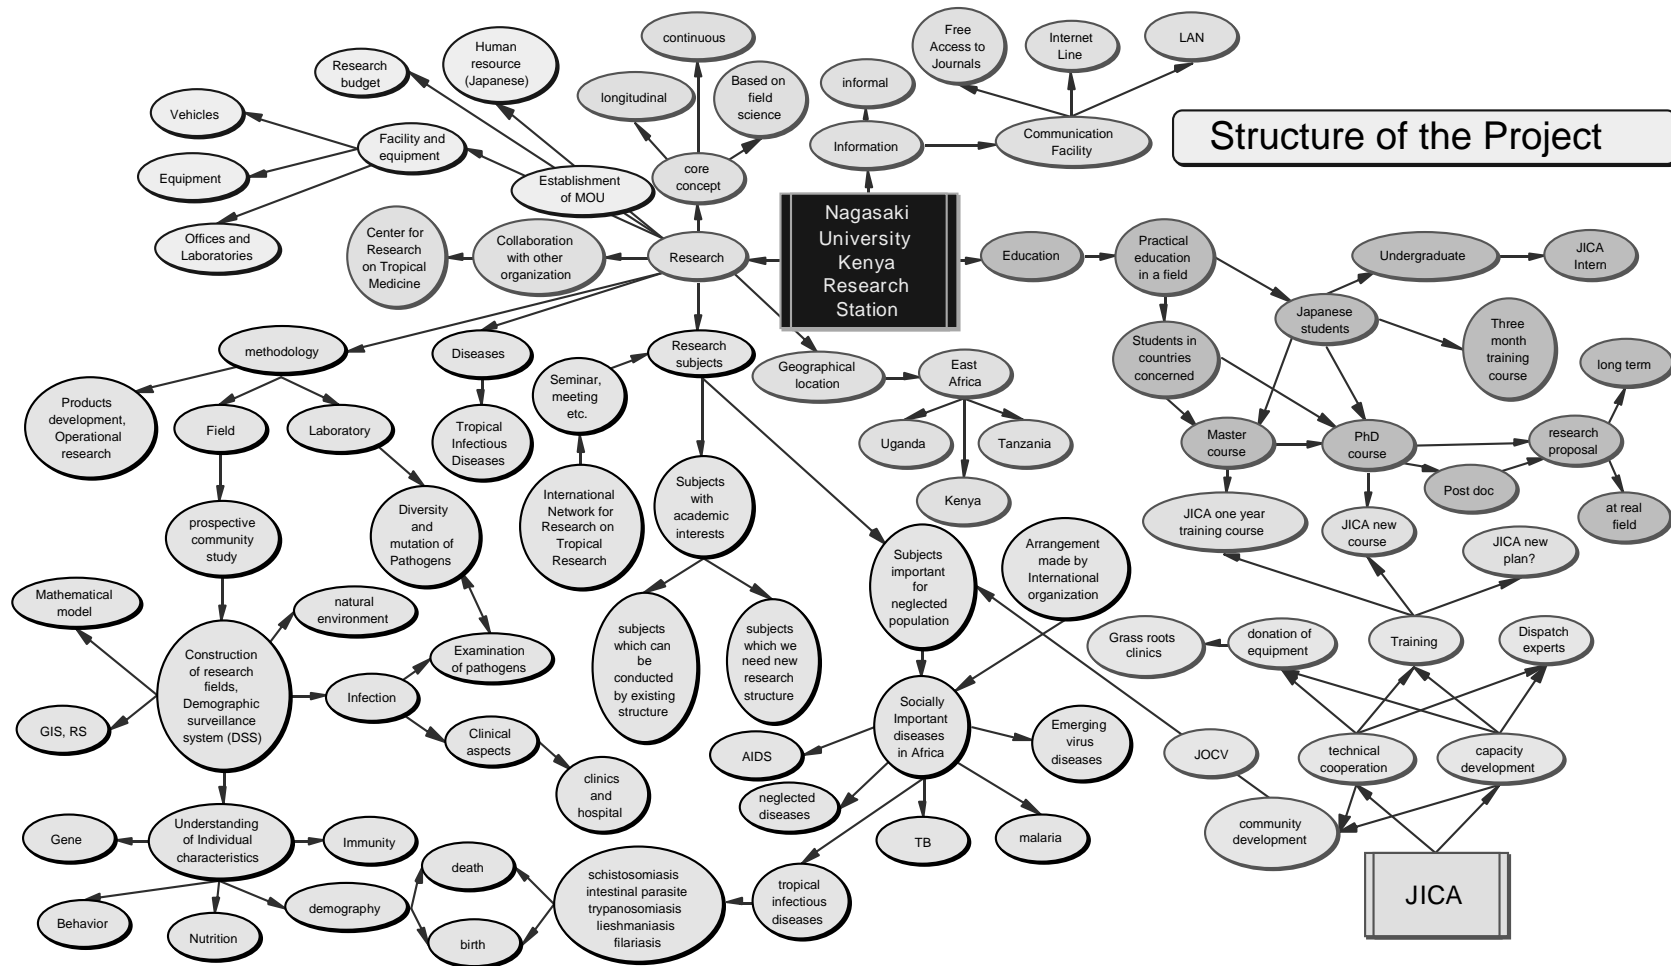 Structure of the Project
Nagasaki
University
Kenya
Research
Station
Research
budget
Human
resource
(Japanese)
continuous
longitudinal
Based on
field
science
core
concept
Vehicles
Equipment
Offices and
Laboratories
Facility and
equipment
Establishment
of MOU
Center for
Research
on Tropical
Medicine
Collaboration
with other
organization
Research
informal
Information
Free
Access to
Journals
Internet
Line
LAN
Communication
Facility
Education
Practical
education
in a field
Undergraduate
JICA
Intern
Japanese
students
Three
month
training
course
Students in
countries
concerned
long term
Master
course
PhD
course
research
proposal
Post doc
at real
field
JICA one year
training course
JICA new
course
JICA new
plan?
methodology
Diseases
Research
subjects
Geographical
location
East
Africa
Uganda
Tanzania
Kenya
Products
development,
Operational
research
Field
Laboratory
Tropical
Infectious
Diseases
Seminar,
meeting
etc.
International
Network for
Research on
Tropical
Research
Subjects
with
academic
interests
prospective
community
study
Diversity
and
mutation of
Pathogens
Subjects
important
for
neglected
population
Arrangement
made by
International
organization
Mathematical
model
natural
environment
Construction
of research
fields,
Demographic
surveillance
system (DSS)
GIS, RS
Infection
Examination
of pathogens
Clinical
aspects
clinics
and
hospital
subjects
which can
be
conducted
by existing
structure
subjects
which we
need new
research
structure
Socially
Important
diseases
in Africa
AIDS
neglected
diseases
TB
malaria
Emerging
virus
diseases
tropical
infectious
diseases
schistosomiasis
intestinal parasite
trypanosomiasis
lieshmaniasis
filariasis
death
birth
Understanding
of Individual
characteristics
Gene
Immunity
Behavior
Nutrition
demography
Grass roots
clinics
donation of
equipment
Training
Dispatch
experts
JOCV
technical
cooperation
capacity
development
community
development
JICA